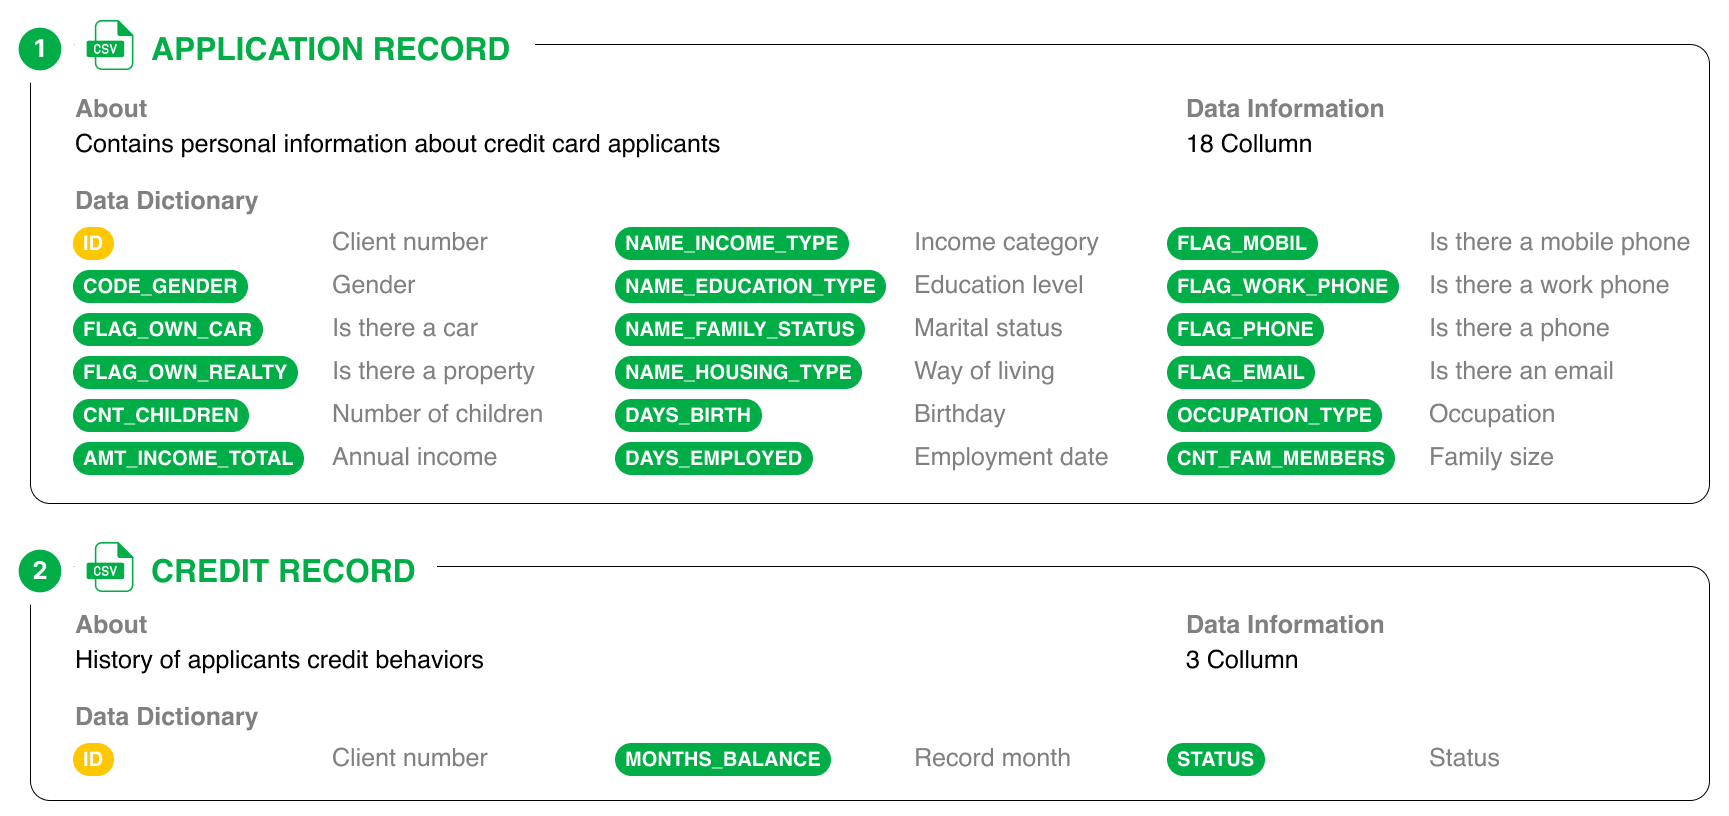 1 CSV APPLICATION RECORD
About Data Information
Contains personal information about credit card applicants 18 Collumn
Data Dictionary
ID Client number NAME_INCOME_TYPE Income category FLAG_MOBIL Is there a mobile phone
CODE_GENDER Gender NAME_EDUCATION_TYPE Education level FLAG_WORK_PHONE Is there a work phone
FLAG_OWN_CAR Is there a car NAME_FAMILY_STATUS Marital status FLAG_PHONE Is there a phone
FLAG_OWN_REALTY Is there a property NAME_HOUSING_TYPE Way of living FLAG_EMAIL Is there an email
CNT_CHILDREN Number of children DAYS_BIRTH Birthday OCCUPATION_TYPE Occupation
AMT_INCOME_TOTAL Annual income DAYS_EMPLOYED Employment date CNT_FAM_MEMBERS Family size
2 CSV CREDIT RECORD
About Data Information
History of applicants credit behaviors 3 Collumn
Data Dictionary
ID Client number MONTHS_BALANCE Record month STATUS Status